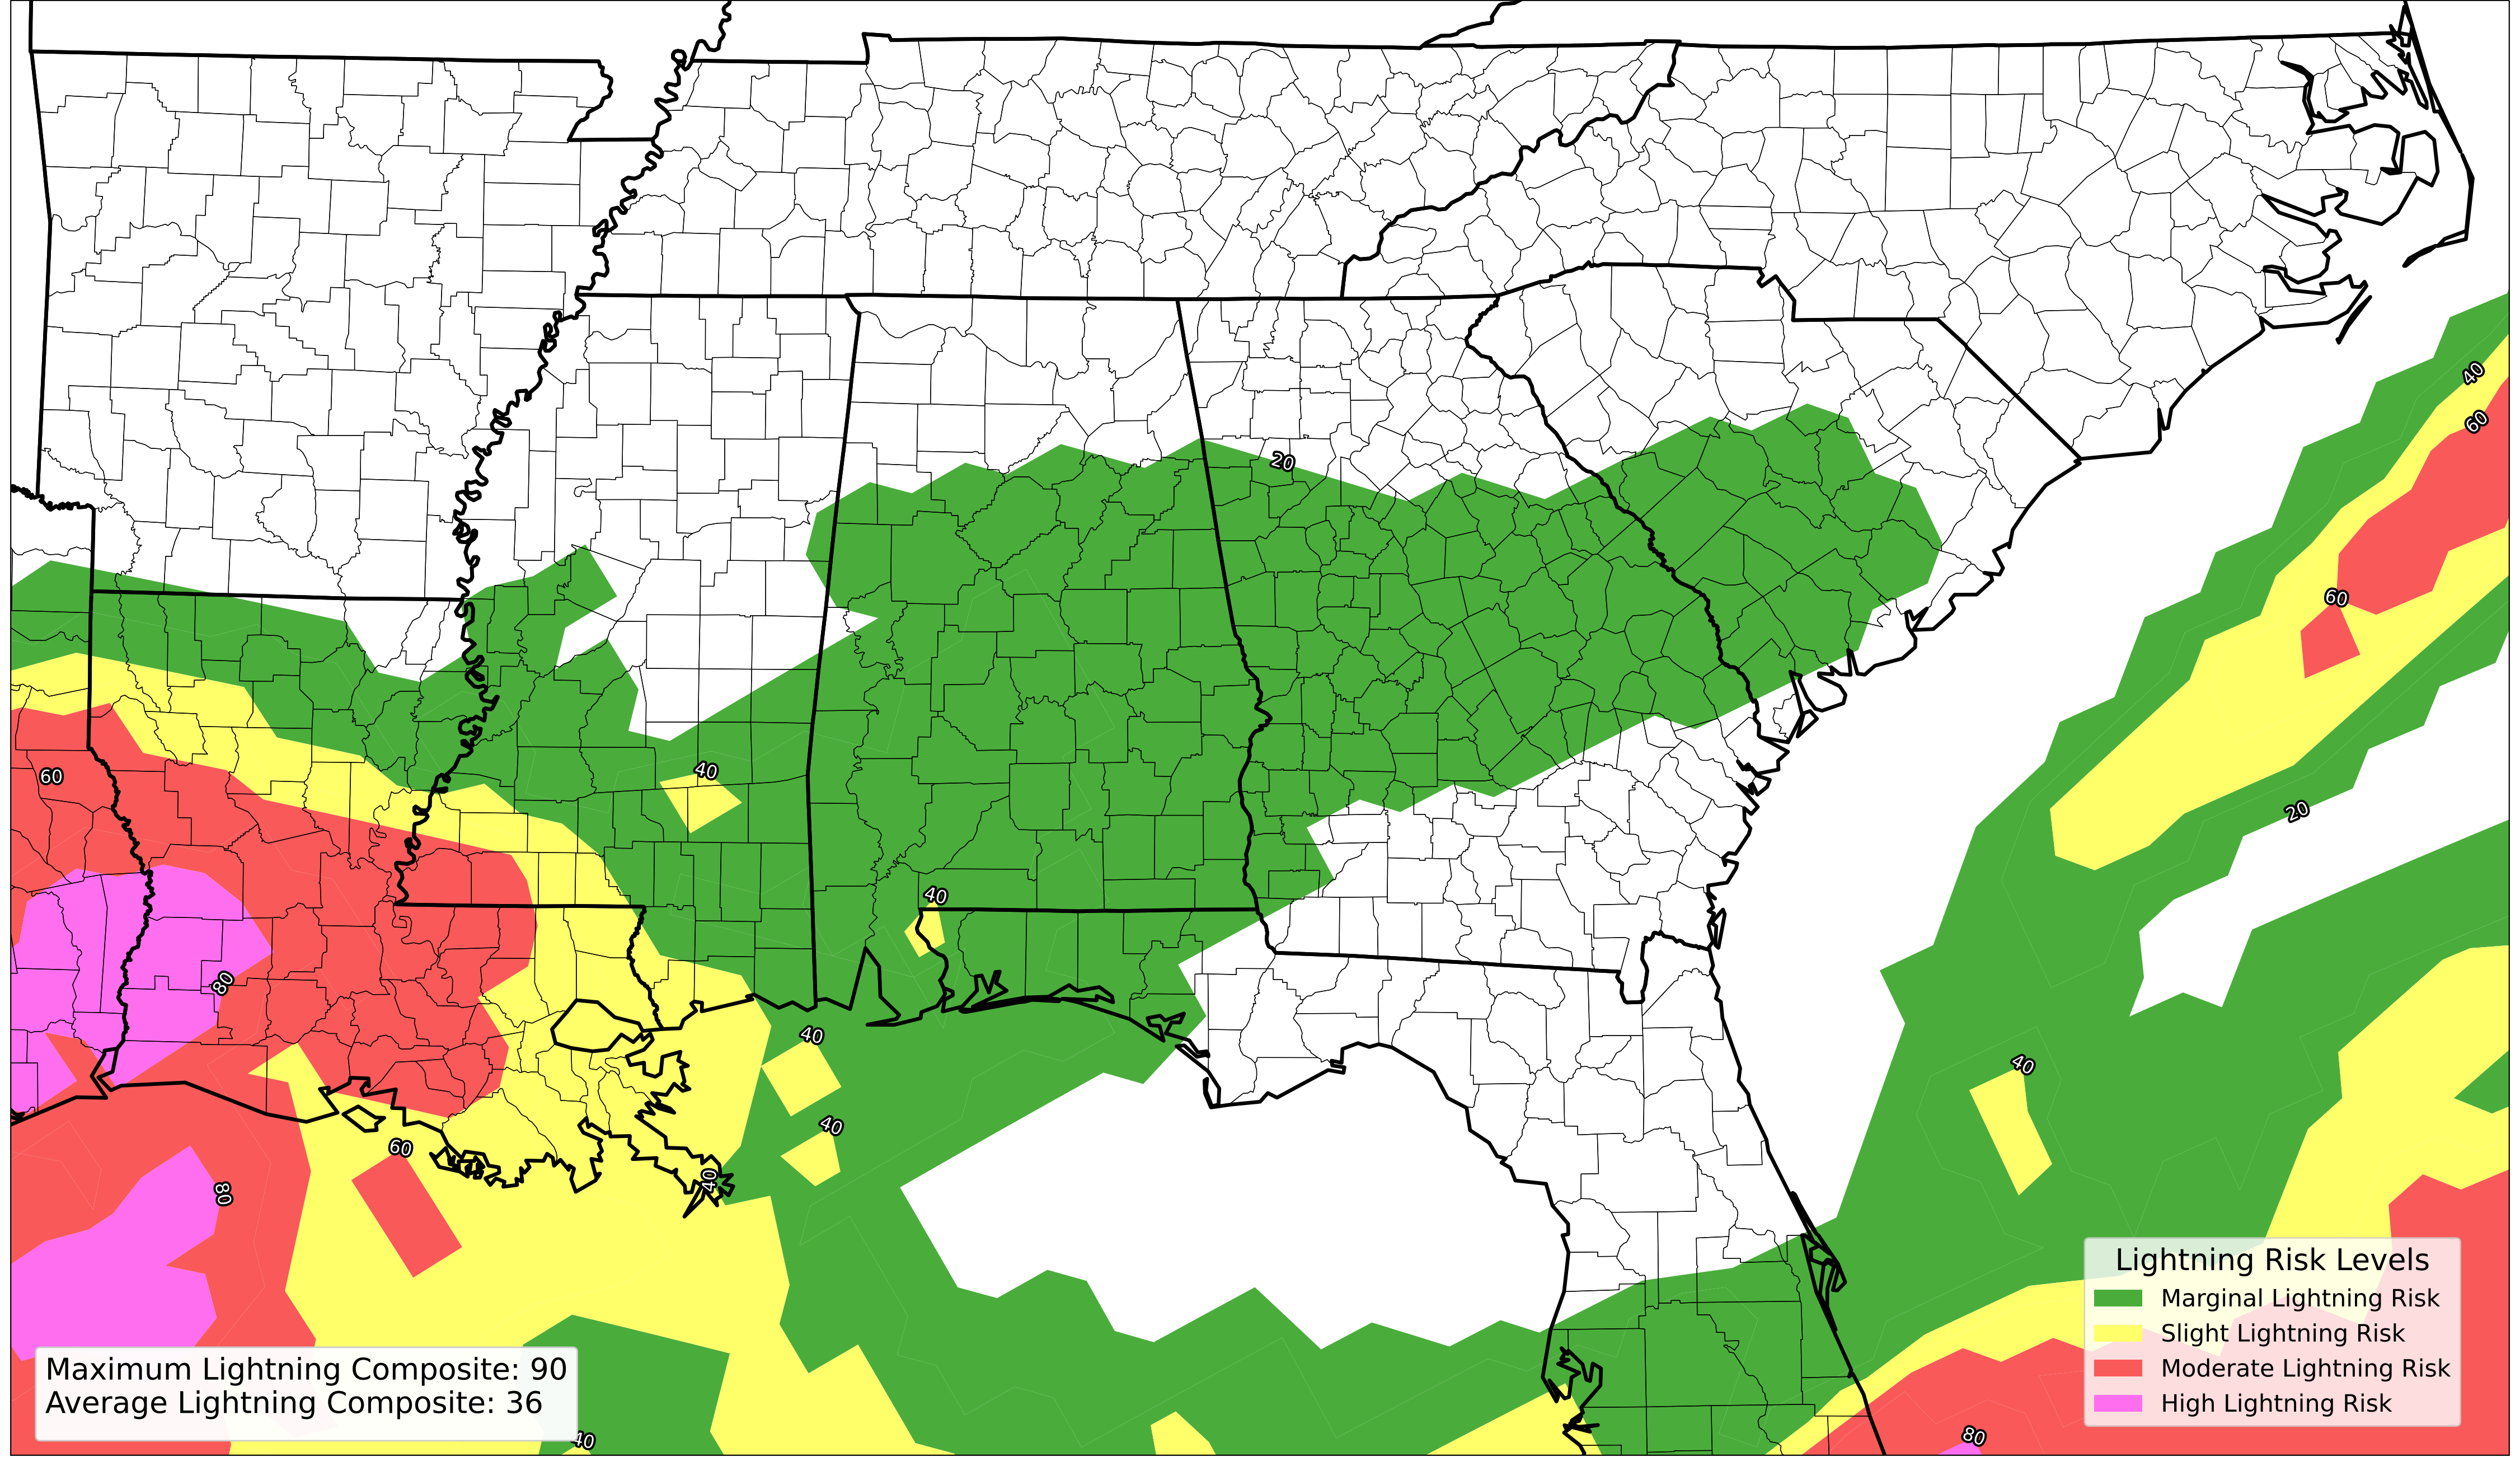 40
60
20
60
40
60
20
40
80
40
40
40
60
80
40
Lightning Risk Levels
Marginal Lightning Risk
Slight Lightning Risk
Moderate Lightning Risk
High Lightning Risk
Maximum Lightning Composite: 90
Average Lightning Composite: 36
40
80